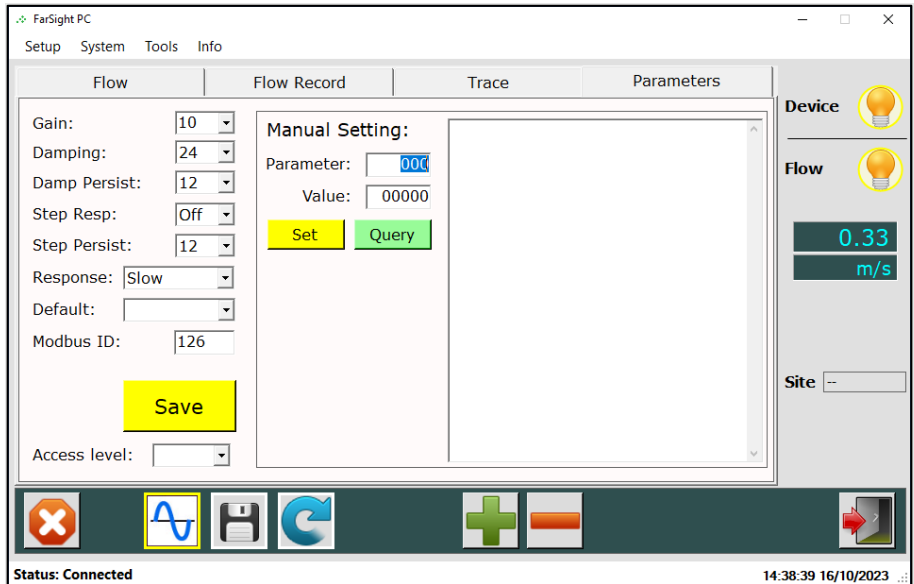 FarSight PC
Setup System Tools Info
Flow Flow Record Trace Parameters
Gain: 10
Damping: 24
Damp Persist: 12
Step Resp: Off
Step Persist: 12
Response: Slow
Default:
Modbus ID: 126
Save
Access level:
Manual Setting:
Parameter: 000
Value: 00000
Set Query
Device
Flow
0.33
m/s
Site --
Status: Connected 14:38:39 16/10/2023